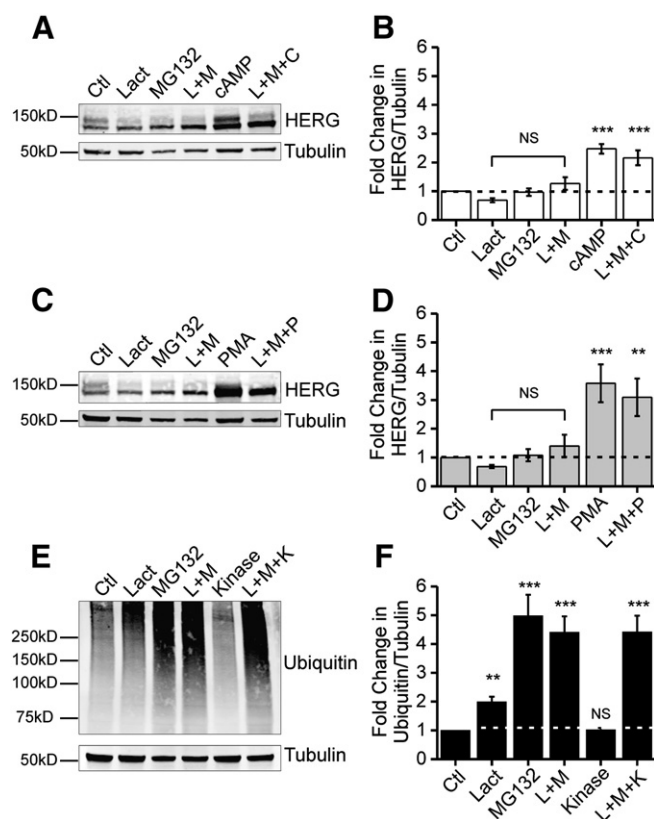 A
Ctl Lact MG132 L+M cAMP L+M+C
150kD HERG
50kD Tubulin
B
Fold Change in
HERG/Tubulin
6
5
4
3
2
1
0
NS *** ***
Ctl Lact MG132 L+M cAMP L+M+C
C
Ctl Lact MG132 L+M PMA L+M+P
150kD HERG
50kD Tubulin
D
Fold Change in
HERG/Tubulin
6
5
4
3
2
1
0
NS *** **
Ctl Lact MG132 L+M PMA L+M+P
E
Ctl Lact MG132 L+M Kinase L+M+K
250kD
150kD Ubiquitin
100kD
75kD
50kD Tubulin
F
Fold Change in
Ubiquitin/Tubulin
6
5
4
3
2
1
0
** *** *** NS ***
Ctl Lact MG132 L+M Kinase L+M+K